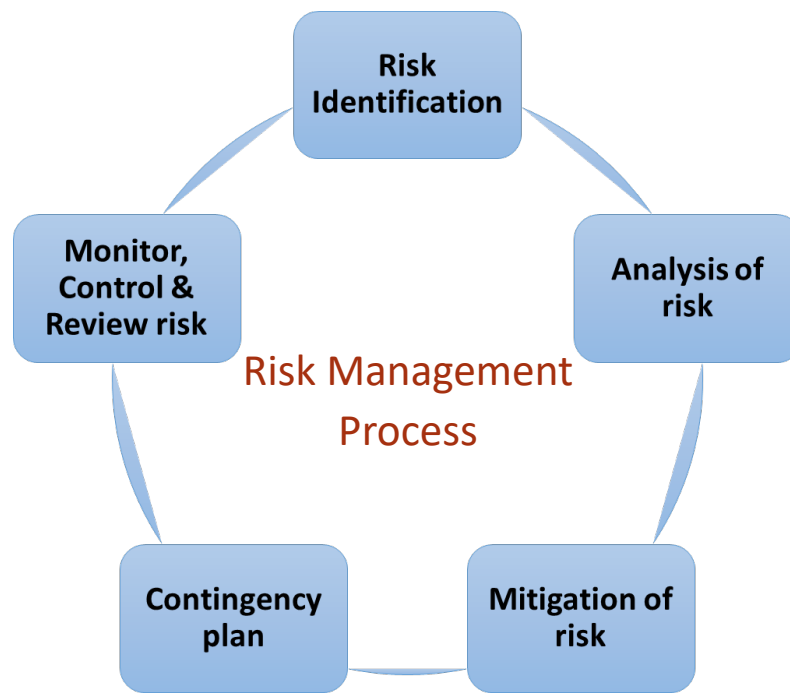 Risk
Identification
Analysis of
risk
Mitigation of
risk
Contingency
plan
Monitor,
Control &
Review risk
Risk Management
Process